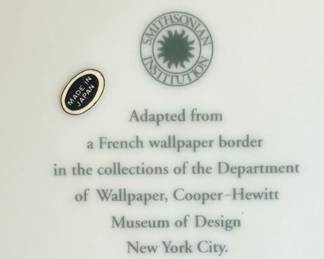 SMITHSONIAN
INSTITUTION
MADE IN
JAPAN
Adapted from
a French wallpaper border
in the collections of the Department
of Wallpaper, Cooper–Hewitt
Museum of Design
New York City.